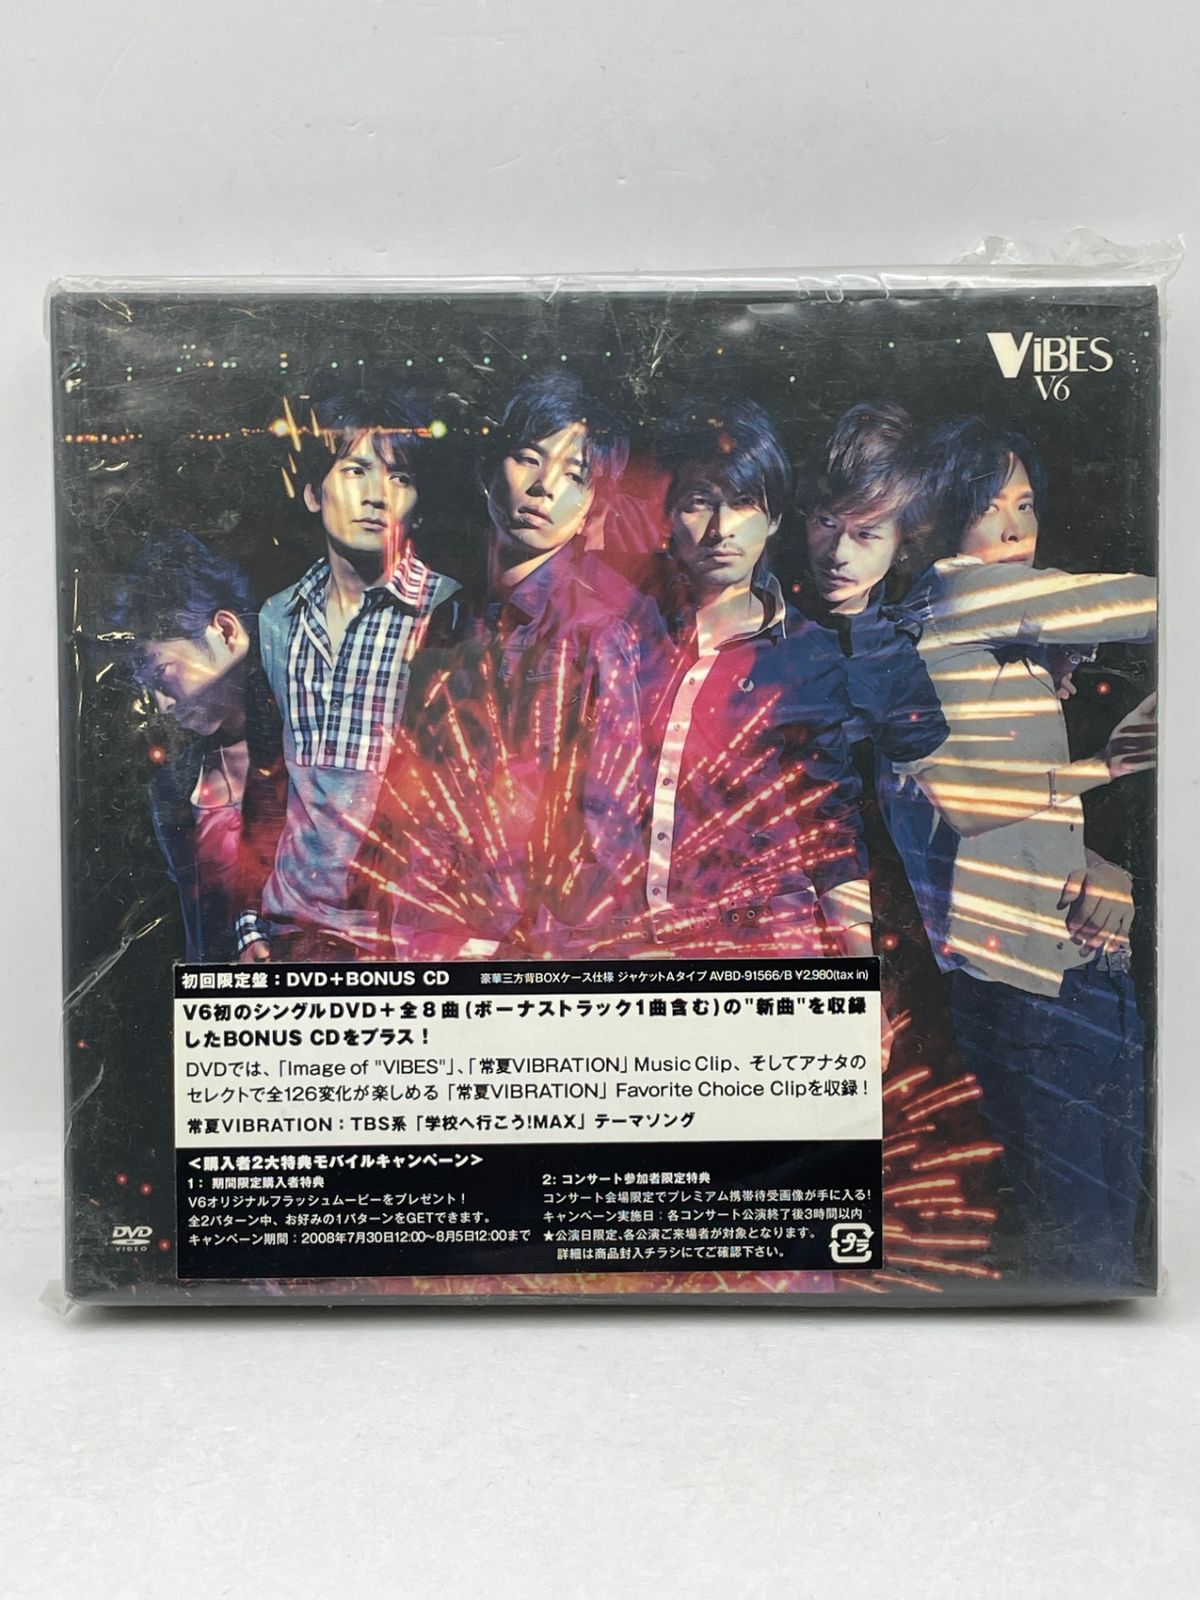 ViBES
V6
初回限定盤：DVD＋BONUS CD 豪華三方背BOXケース仕様 ジャケットAタイプ AVBD-91566/B ¥2,980(tax in)
V6初のシングルDVD＋全8曲(ボーナストラック1曲含む)の"新曲"を収録
したBONUS CDをプラス！
DVDでは、「Image of "VIBES"」、「常夏VIBRATION」Music Clip、そしてアナタの
セレクトで全126変化が楽しめる「常夏VIBRATION」Favorite Choice Clipを収録！
常夏VIBRATION：TBS系「学校へ行こう!MAX」テーマソング
＜購入者2大特典モバイルキャンペーン＞
1： 期間限定購入者特典
V6オリジナルフラッシュムービーをプレゼント！
全2パターン中、お好みの1パターンをGETできます。
キャンペーン期間：2008年7月30日12:00～8月5日12:00まで
2: コンサート参加者限定特典
コンサート会場限定でプレミアム携帯待受画像が手に入る!
キャンペーン実施日：各コンサート公演終了後3時間以内
★公演日限定、各公演ご来場者が対象となります。
詳細は商品封入チラシにてご確認下さい。
プラ
DVD
VIDEO